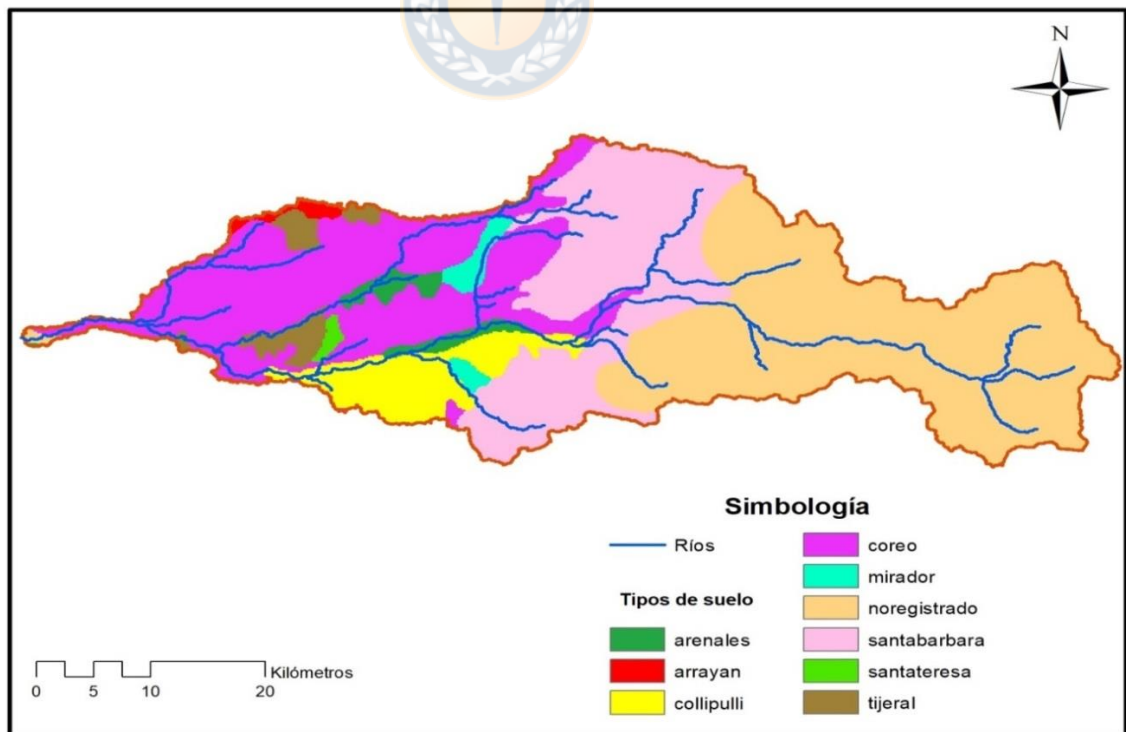 N
Simbología
Ríos
Tipos de suelo
arenales
arrayan
collipulli
coreo
mirador
noregistrado
santabarbara
santateresa
tijeral
Kilómetros
0 5 10 20